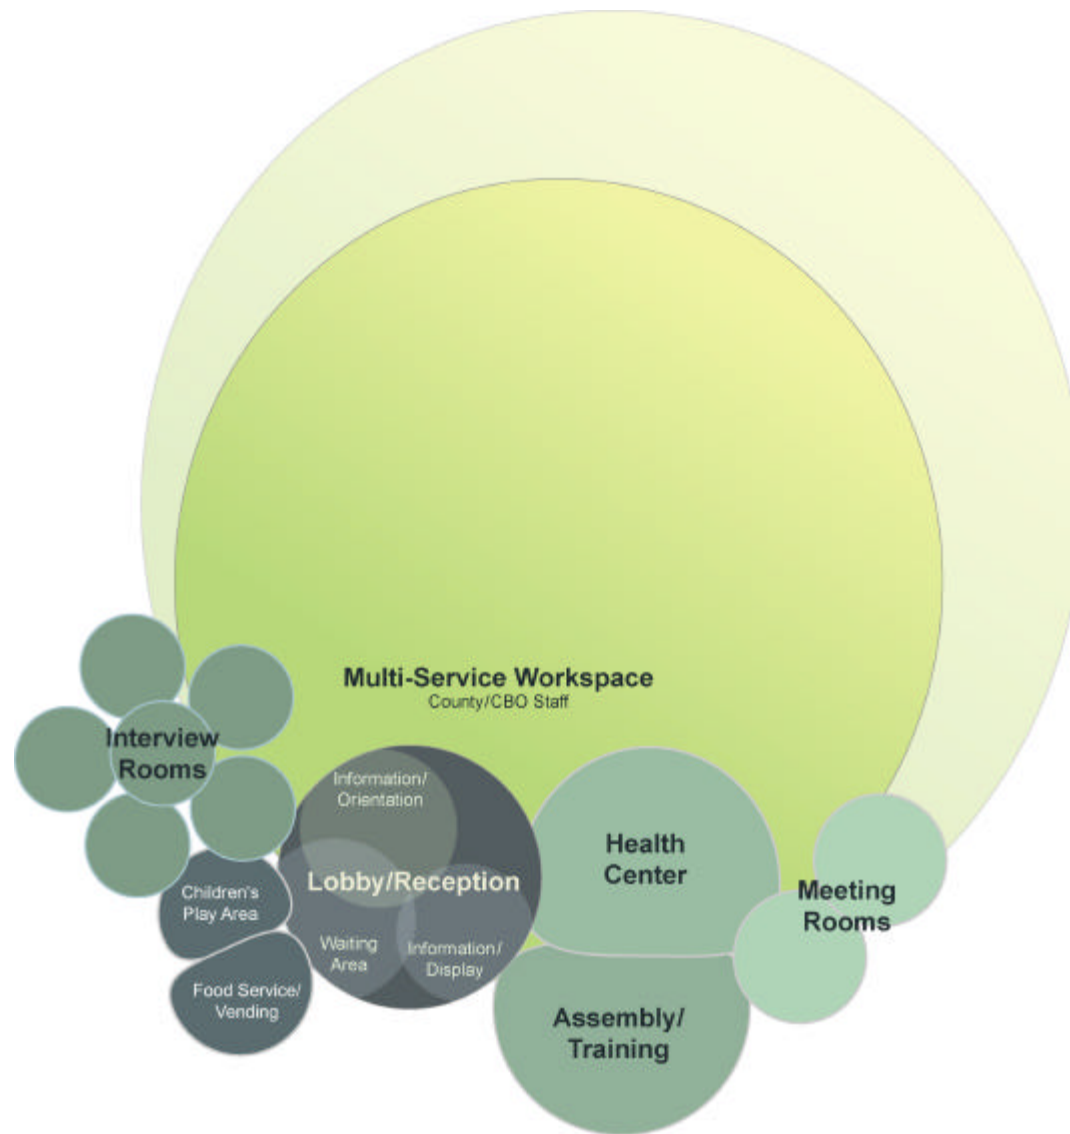 Multi-Service Workspace
County/CBO Staff
Interview
Rooms
Information/
Orientation
Lobby/Reception
Waiting
Area
Information/
Display
Children's
Play Area
Food Service/
Vending
Health
Center
Assembly/
Training
Meeting
Rooms